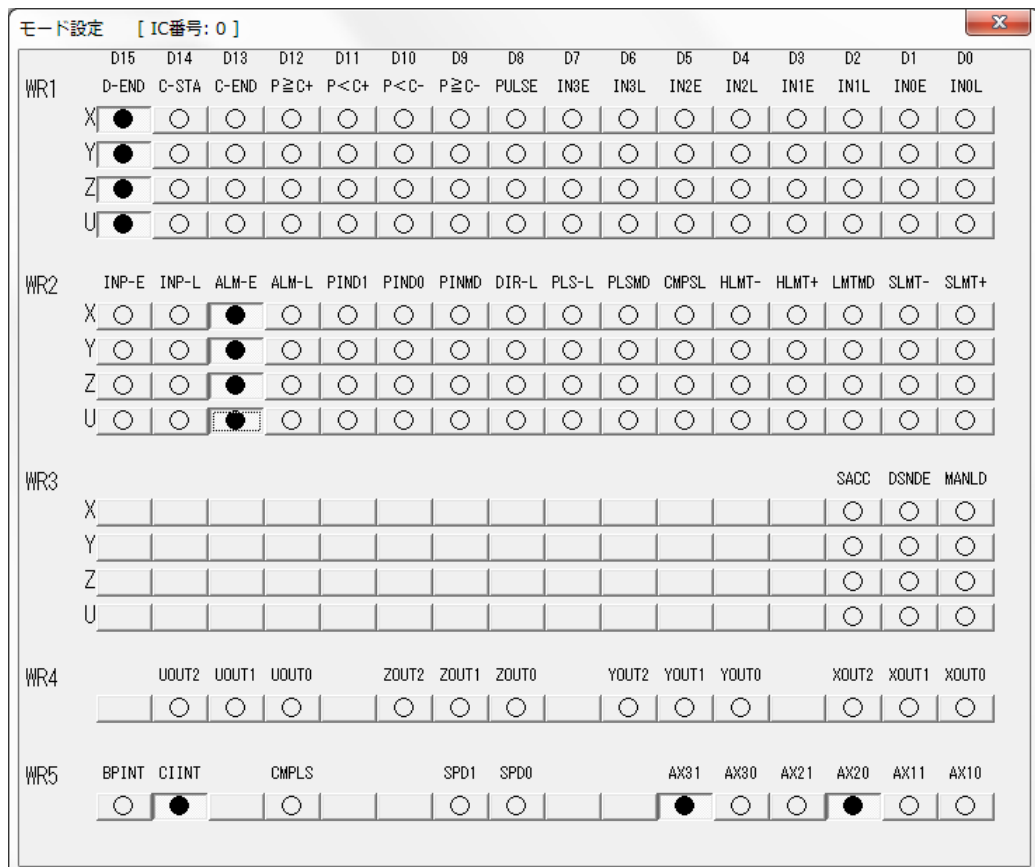 モード設定 [ IC番号: 0 ]
D15 D14 D13 D12 D11 D10 D9 D8 D7 D6 D5 D4 D3 D2 D1 D0
WR1 D-END C-STA C-END P≧C+ P<C+ P<C- P≧C- PULSE IN3E IN3L IN2E IN2L IN1E IN1L IN0E IN0L
X
Y
Z
U
WR2 INP-E INP-L ALM-E ALM-L PIND1 PIND0 PINMD DIR-L PLS-L PLSMD CMPSL HLMT- HLMT+ LMTMD SLMT- SLMT+
X
Y
Z
U
WR3 SACC DSNDE MANLD
X
Y
Z
U
WR4 UOUT2 UOUT1 UOUT0 ZOUT2 ZOUT1 ZOUT0 YOUT2 YOUT1 YOUT0 XOUT2 XOUT1 XOUT0
WR5 BPINT CIINT CMPLS SPD1 SPD0 AX31 AX30 AX21 AX20 AX11 AX10